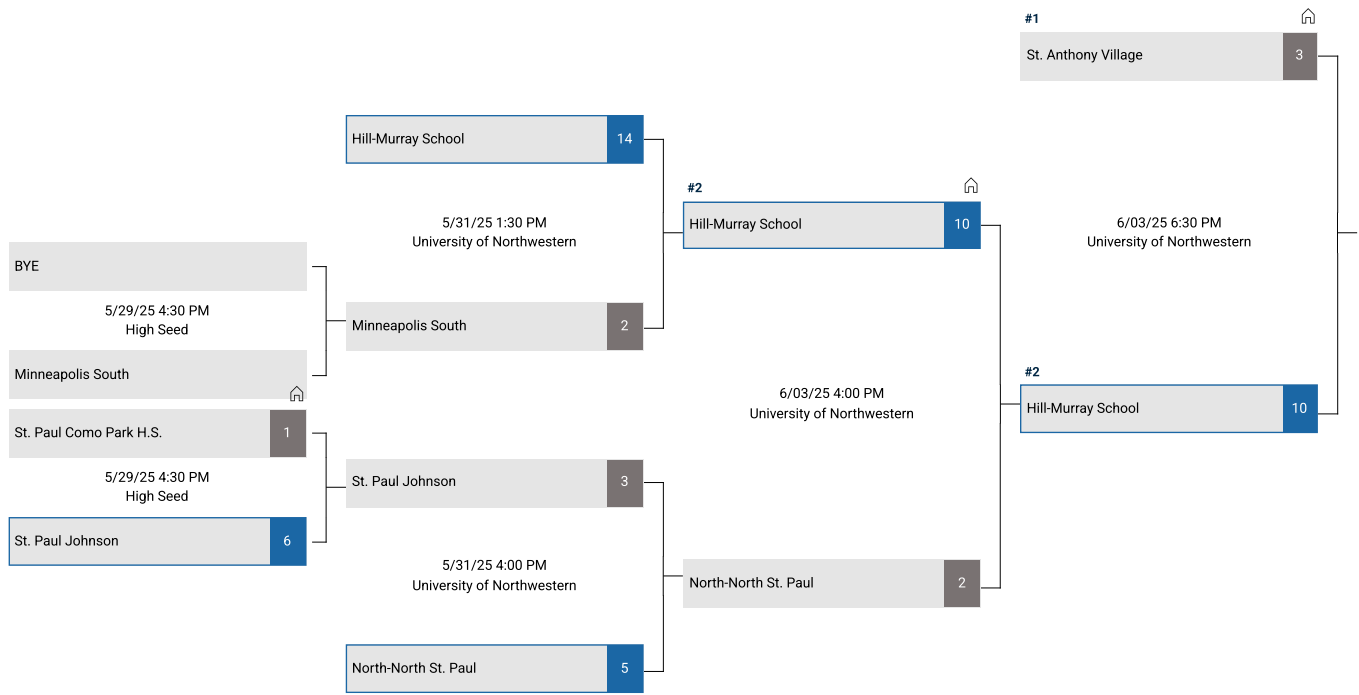 BYE
5/29/25 4:30 PM
High Seed
Minneapolis South
St. Paul Como Park H.S.
1
5/29/25 4:30 PM
High Seed
St. Paul Johnson
6
Hill-Murray School
14
5/31/25 1:30 PM
University of Northwestern
Minneapolis South
2
St. Paul Johnson
3
5/31/25 4:00 PM
University of Northwestern
North-North St. Paul
5
#2
Hill-Murray School
10
6/03/25 4:00 PM
University of Northwestern
North-North St. Paul
2
#1
St. Anthony Village
3
6/03/25 6:30 PM
University of Northwestern
#2
Hill-Murray School
10